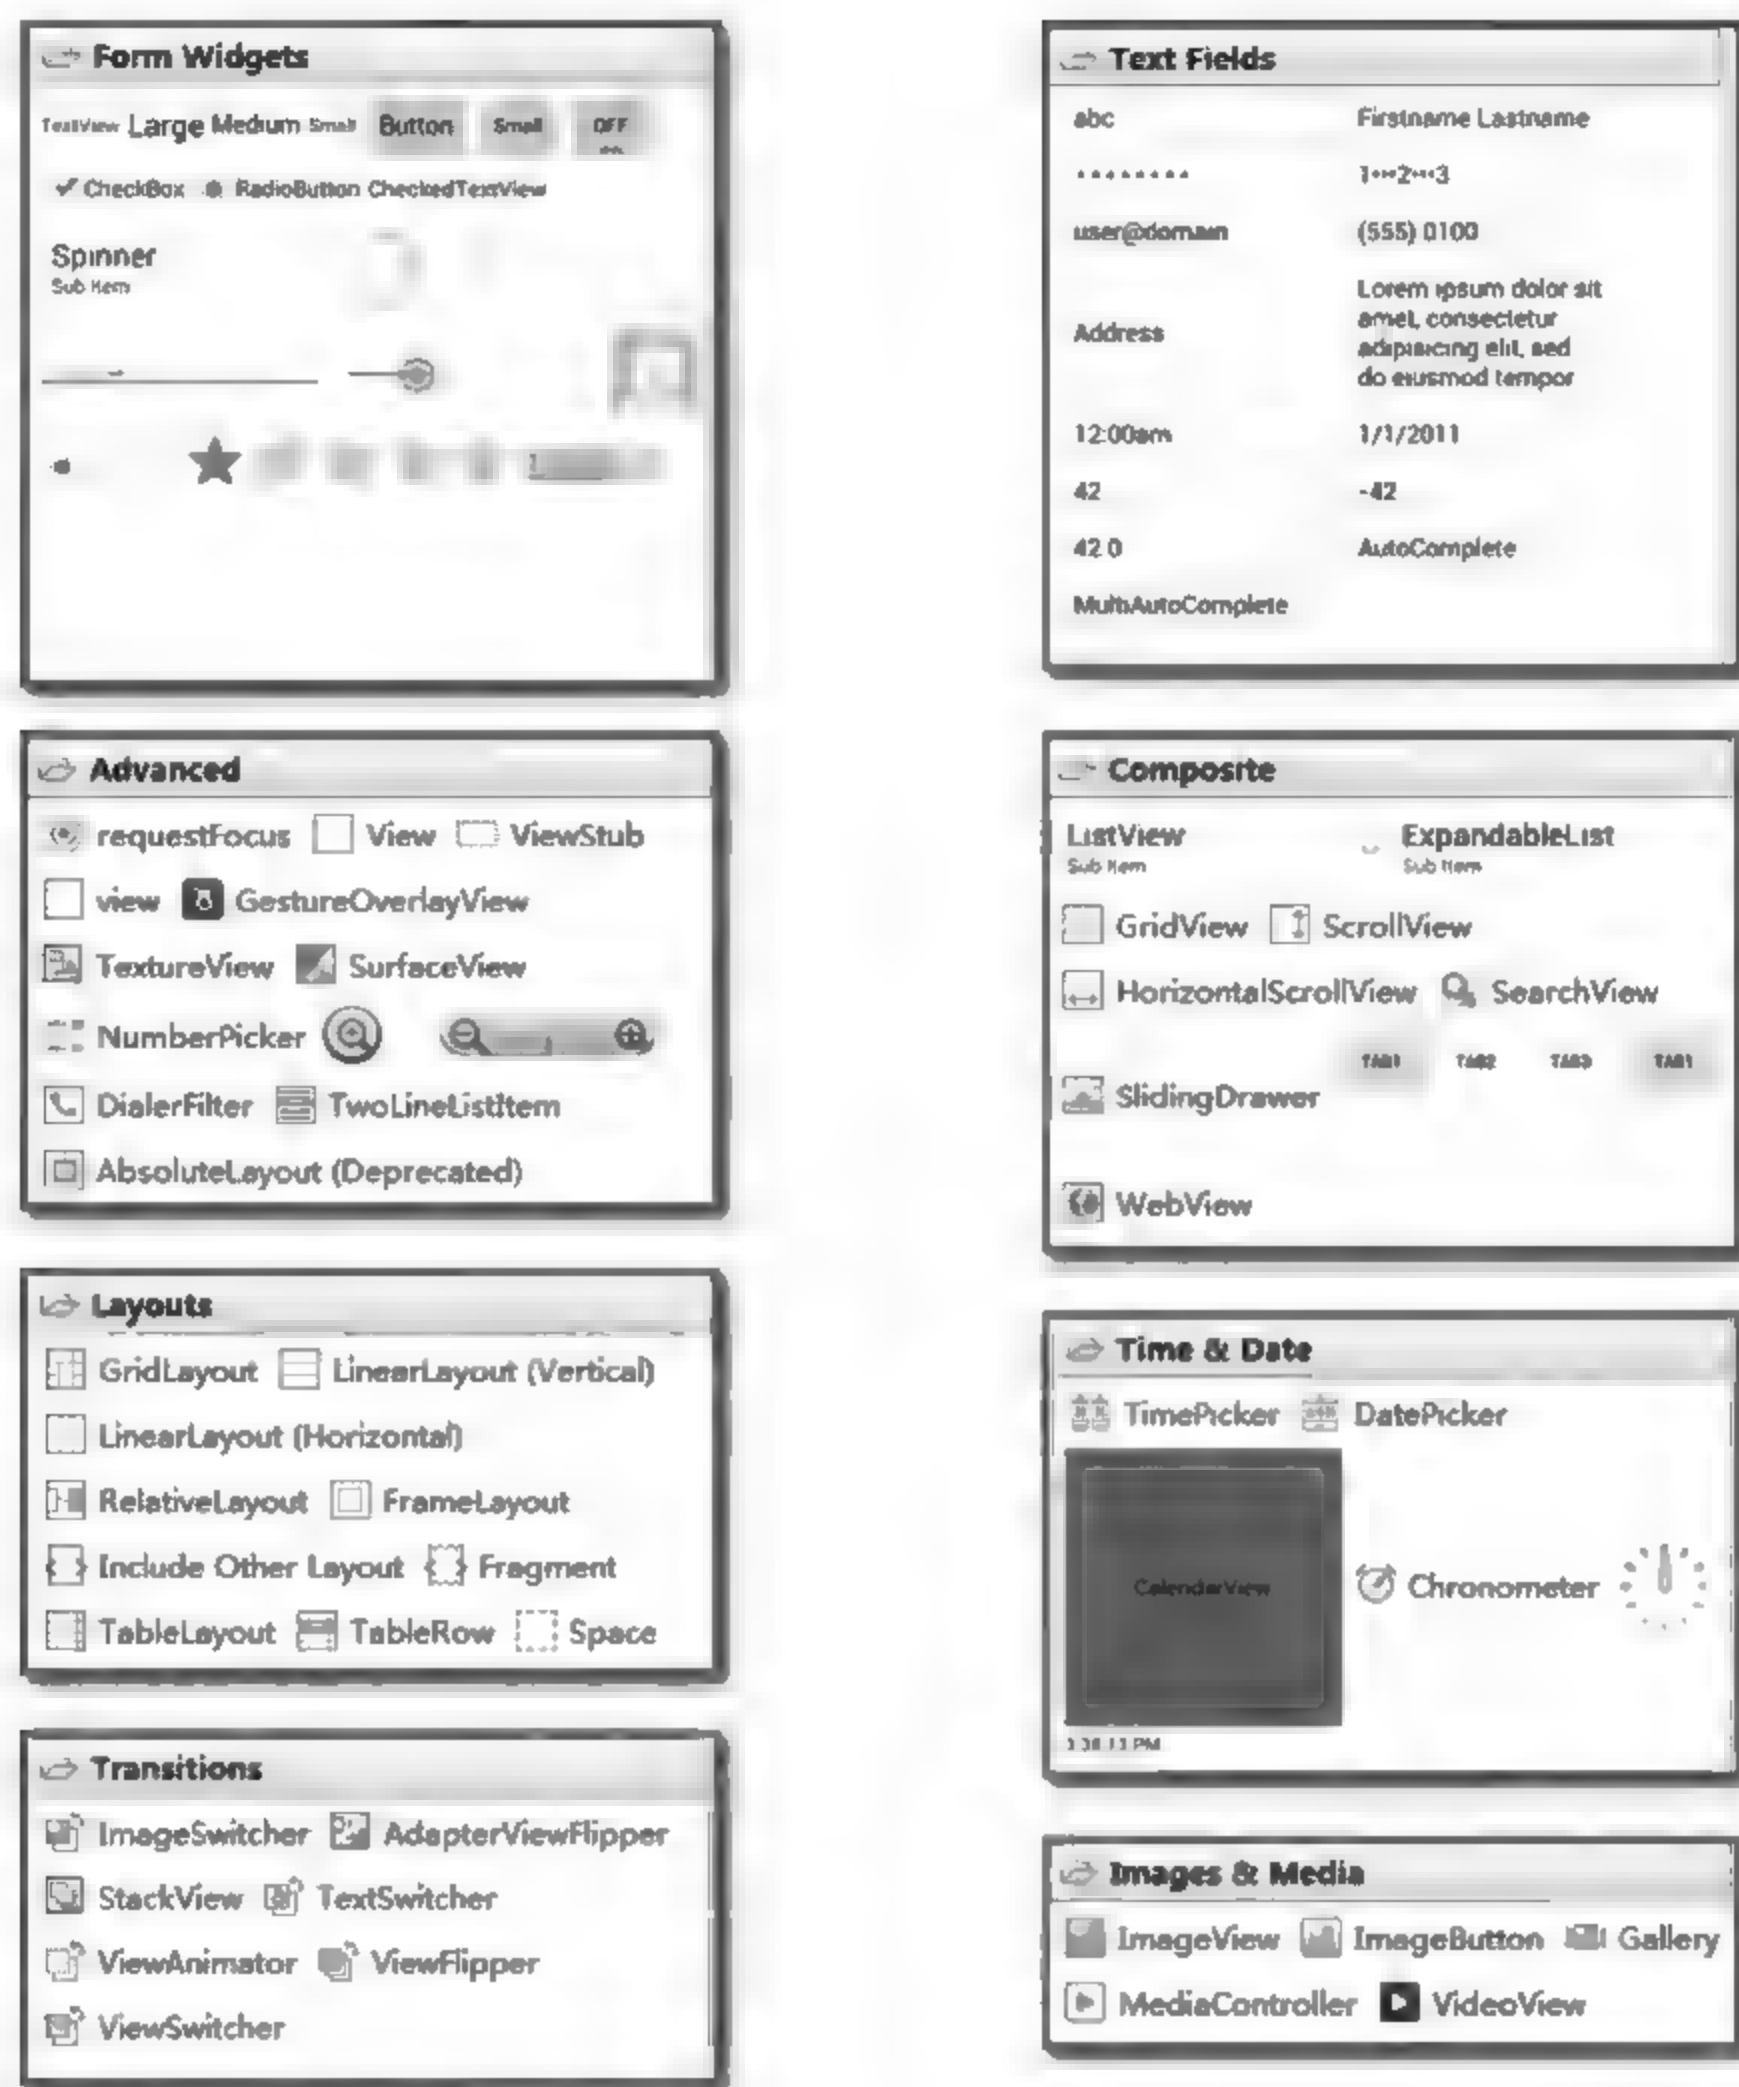 Form Widgets
TextView Large Medium Small Button Small OFF
CheckBox RadioButton CheckedTextView
Spinner
Sub Item
Text Fields
abc Firstname Lastname
•••••••• 1•••2•••3
user@domain (555) 0100
Address
Lorem ipsum dolor sit
amet, consectetur
adipisicing elit, sed
do eiusmod tempor
12:00am 1/1/2011
42 -42
42.0 AutoComplete
MultiAutoComplete
Advanced
requestFocus View ViewStub
view GestureOverlayView
TextureView SurfaceView
NumberPicker
DialerFilter TwoLineListItem
AbsoluteLayout (Deprecated)
Composite
ListView ExpandableList
Sub Item Sub Item
GridView ScrollView
HorizontalScrollView SearchView
TAB1 TAB2 TAB3 TAB1
SlidingDrawer
WebView
Layouts
GridLayout LinearLayout (Vertical)
LinearLayout (Horizontal)
RelativeLayout FrameLayout
Include Other Layout Fragment
TableLayout TableRow Space
Time & Date
TimePicker DatePicker
CalendarView Chronometer
PM
Transitions
ImageSwitcher AdapterViewFlipper
StackView TextSwitcher
ViewAnimator ViewFlipper
ViewSwitcher
Images & Media
ImageView ImageButton Gallery
MediaController VideoView